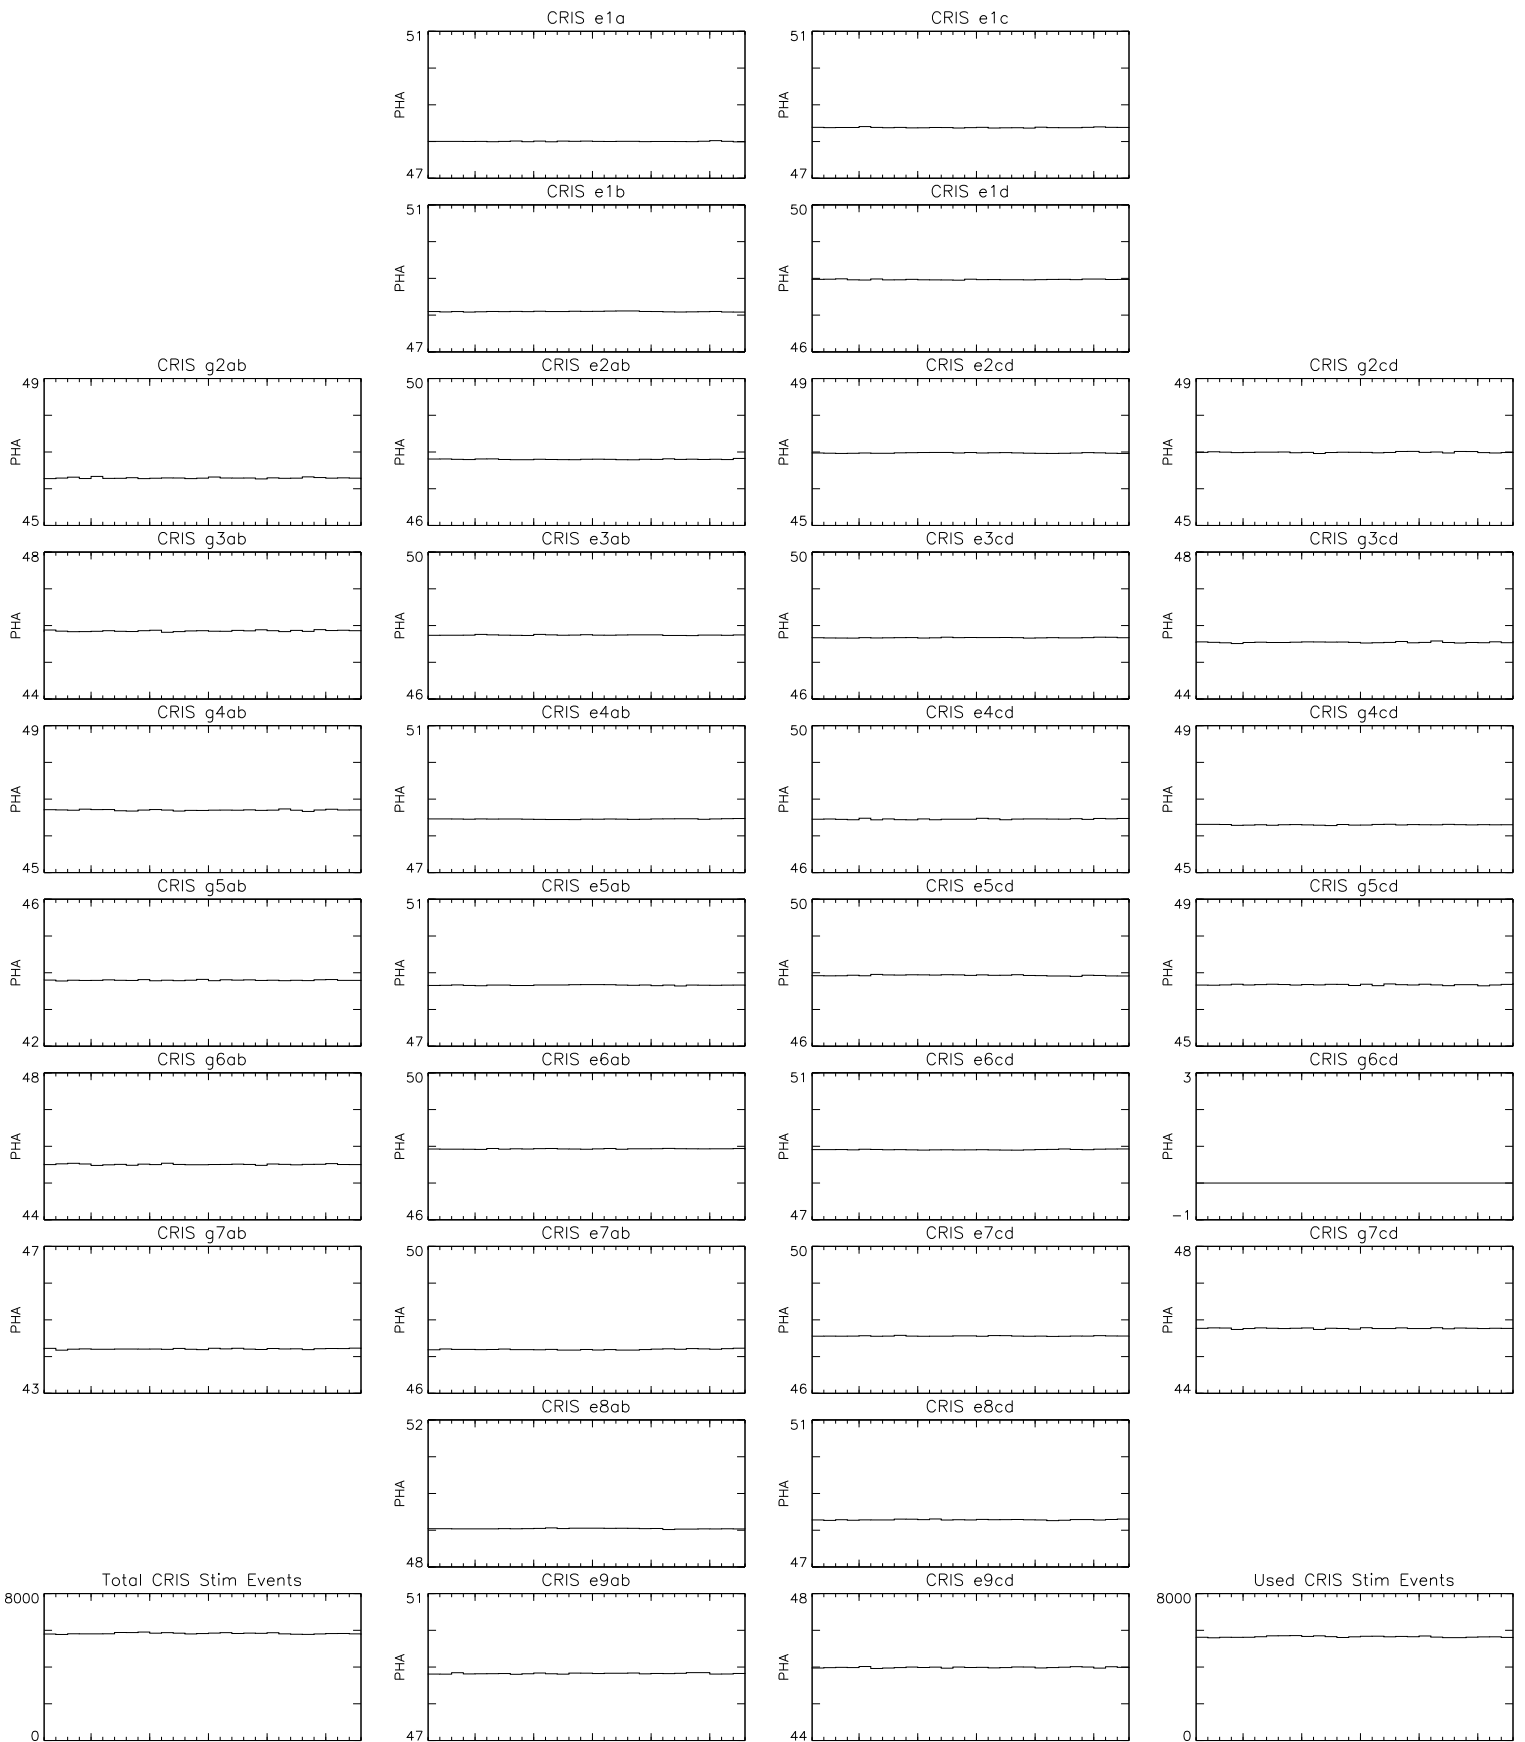 CRIS e1a CRIS e1c
51 51
PHA PHA
47 47
CRIS e1b CRIS e1d
51 50
PHA PHA
47 46
CRIS g2ab CRIS e2ab CRIS e2cd CRIS g2cd
49 50 49 49
PHA PHA PHA PHA
45 46 45 45
CRIS g3ab CRIS e3ab CRIS e3cd CRIS g3cd
48 50 50 48
PHA PHA PHA PHA
44 46 46 44
CRIS g4ab CRIS e4ab CRIS e4cd CRIS g4cd
49 51 50 49
PHA PHA PHA PHA
45 47 46 45
CRIS g5ab CRIS e5ab CRIS e5cd CRIS g5cd
46 51 50 49
PHA PHA PHA PHA
42 47 46 45
CRIS g6ab CRIS e6ab CRIS e6cd CRIS g6cd
48 50 51 3
PHA PHA PHA PHA
44 46 47 -1
CRIS g7ab CRIS e7ab CRIS e7cd CRIS g7cd
47 50 50 48
PHA PHA PHA PHA
43 46 46 44
CRIS e8ab CRIS e8cd
52 51
PHA PHA
48 47
Total CRIS Stim Events CRIS e9ab CRIS e9cd Used CRIS Stim Events
8000 51 48 8000
PHA PHA
0 47 44 0